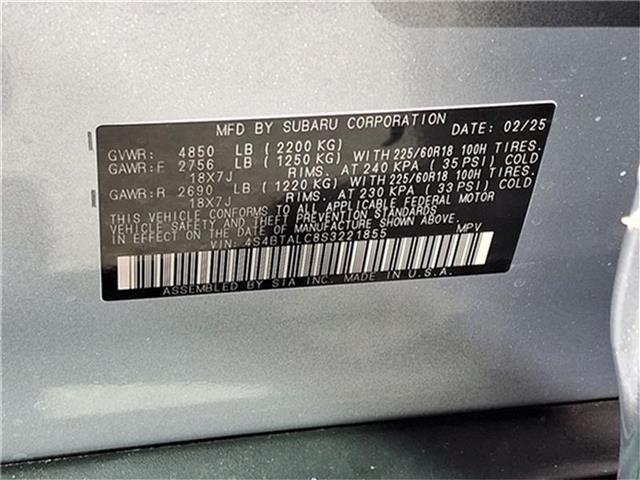 MFD BY SUBARU CORPORATION DATE: 02/25
GVWR: 4850 LB ( 2200 KG)
GAWR:F 2756 LB ( 1250 KG) WITH 225/60R18 100H TIRES.
18X7J RIMS. AT 240 KPA ( 35 PSI) COLD
GAWR:R 2690 LB ( 1220 KG) WITH 225/60R18 100H TIRES.
18X7J RIMS. AT 230 KPA ( 33 PSI) COLD
THIS VEHICLE CONFORMS TO ALL APPLICABLE FEDERAL MOTOR
VEHICLE SAFETY AND THEFT PREVENTION STANDARDS
IN EFFECT ON THE DATE OF MANUFACTURE SHOWN ABOVE.
VIN: 4S4BTALC8S3221855 MPV
ASSEMBLED BY SIA INC. MADE IN U.S.A.